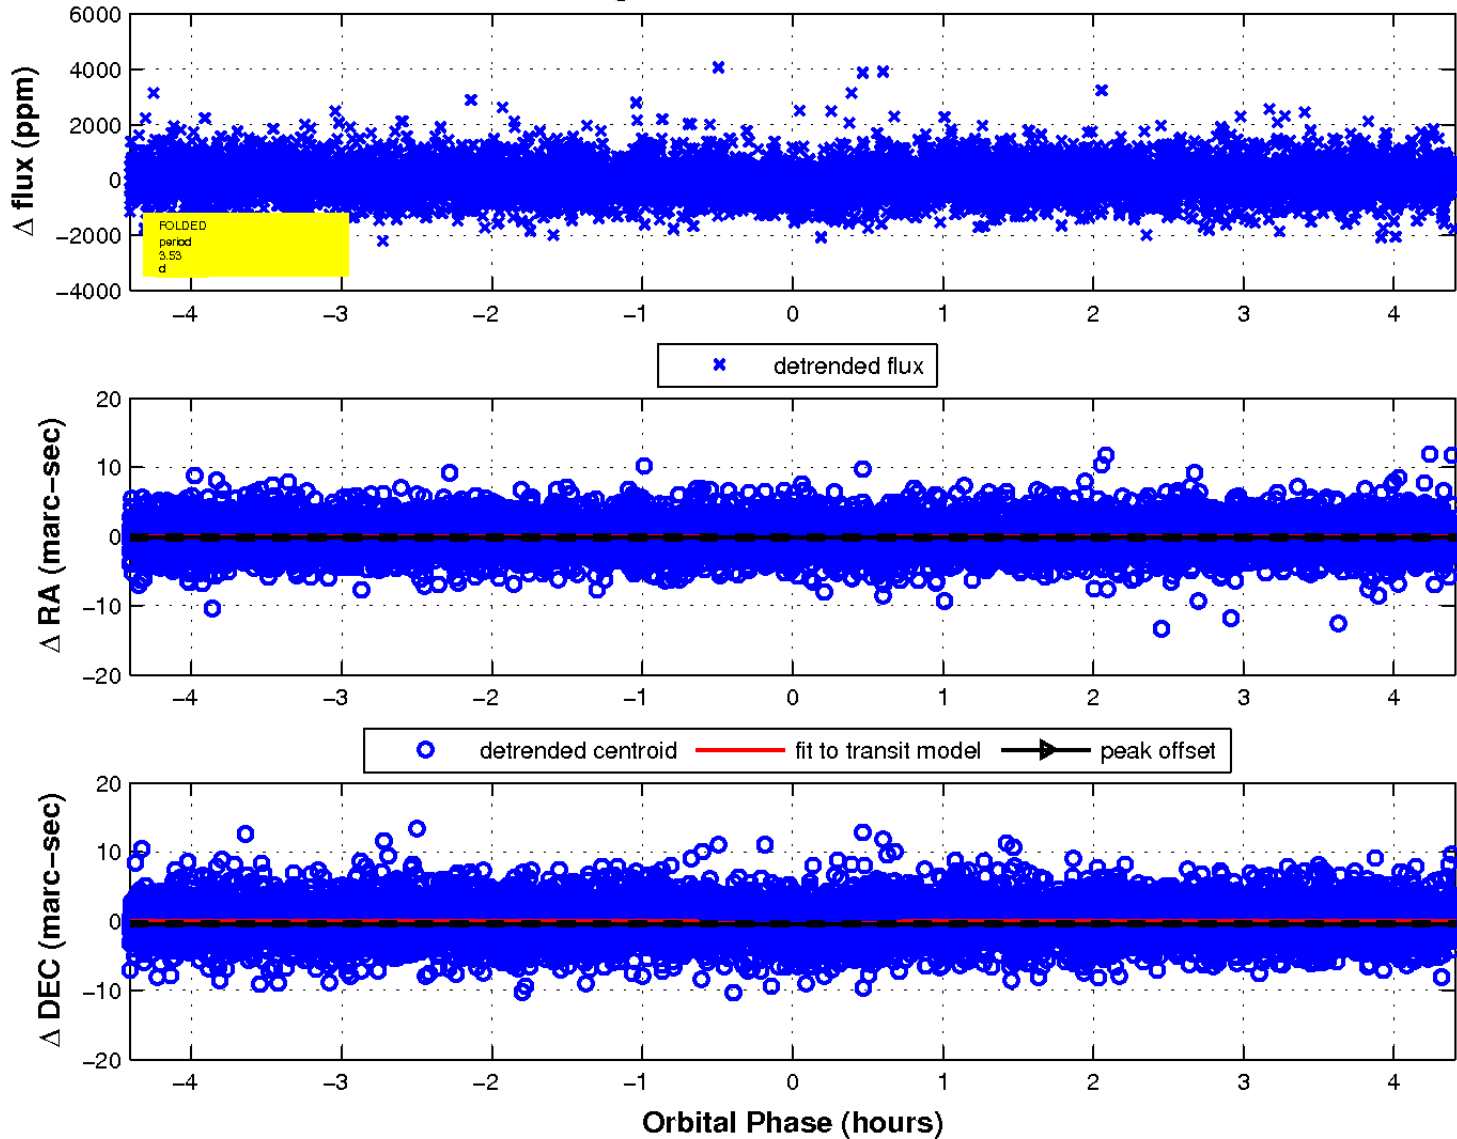 6000
4000
2000
0
−2000
−4000
Δ flux (ppm)
FOLDED
period
3.53
d
−4 −3 −2 −1 0 1 2 3 4
detrended flux
20
10
0
−10
−20
Δ RA (marc−sec)
−4 −3 −2 −1 0 1 2 3 4
detrended centroid fit to transit model peak offset
20
10
0
−10
−20
Δ DEC (marc−sec)
−4 −3 −2 −1 0 1 2 3 4
Orbital Phase (hours)